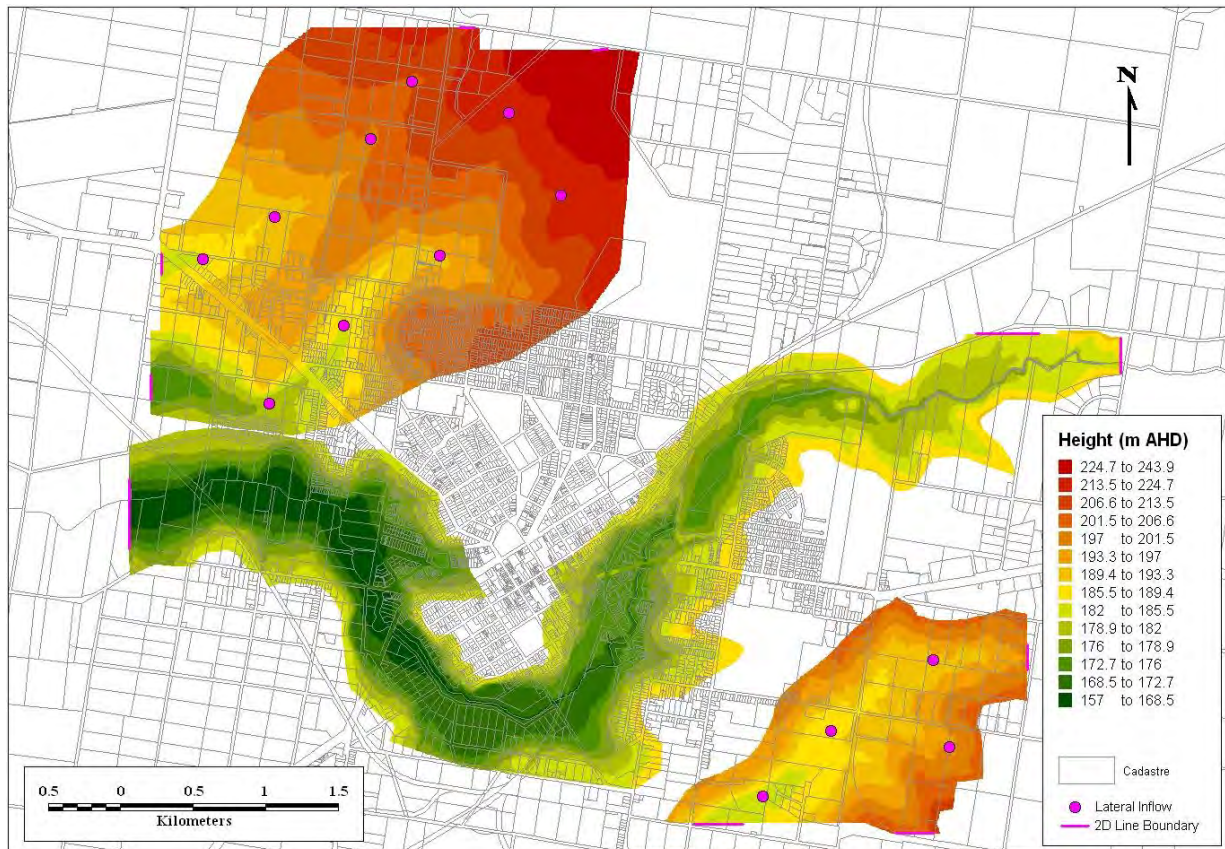 N
Height (m AHD)
224.7 to 243.9
213.5 to 224.7
206.6 to 213.5
201.5 to 206.6
197 to 201.5
193.3 to 197
189.4 to 193.3
185.5 to 189.4
182 to 185.5
178.9 to 182
176 to 178.9
172.7 to 176
168.5 to 172.7
157 to 168.5
Cadastre
Lateral Inflow
2D Line Boundary
0.5 0 0.5 1 1.5
Kilometers